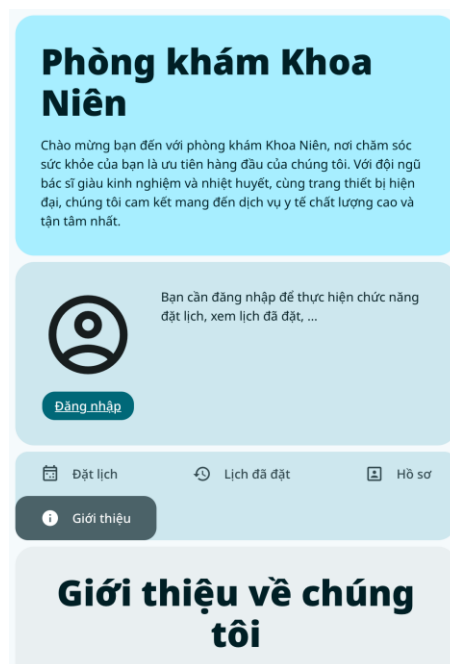 Phòng khám Khoa
Niên
Chào mừng bạn đến với phòng khám Khoa Niên, nơi chăm sóc
sức khỏe của bạn là ưu tiên hàng đầu của chúng tôi. Với đội ngũ
bác sĩ giàu kinh nghiệm và nhiệt huyết, cùng trang thiết bị hiện
đại, chúng tôi cam kết mang đến dịch vụ y tế chất lượng cao và
tận tâm nhất.
Bạn cần đăng nhập để thực hiện chức năng
đặt lịch, xem lịch đã đặt, ...
Đăng nhập
Đặt lịch
Lịch đã đặt
Hồ sơ
Giới thiệu
Giới thiệu về chúng
tôi